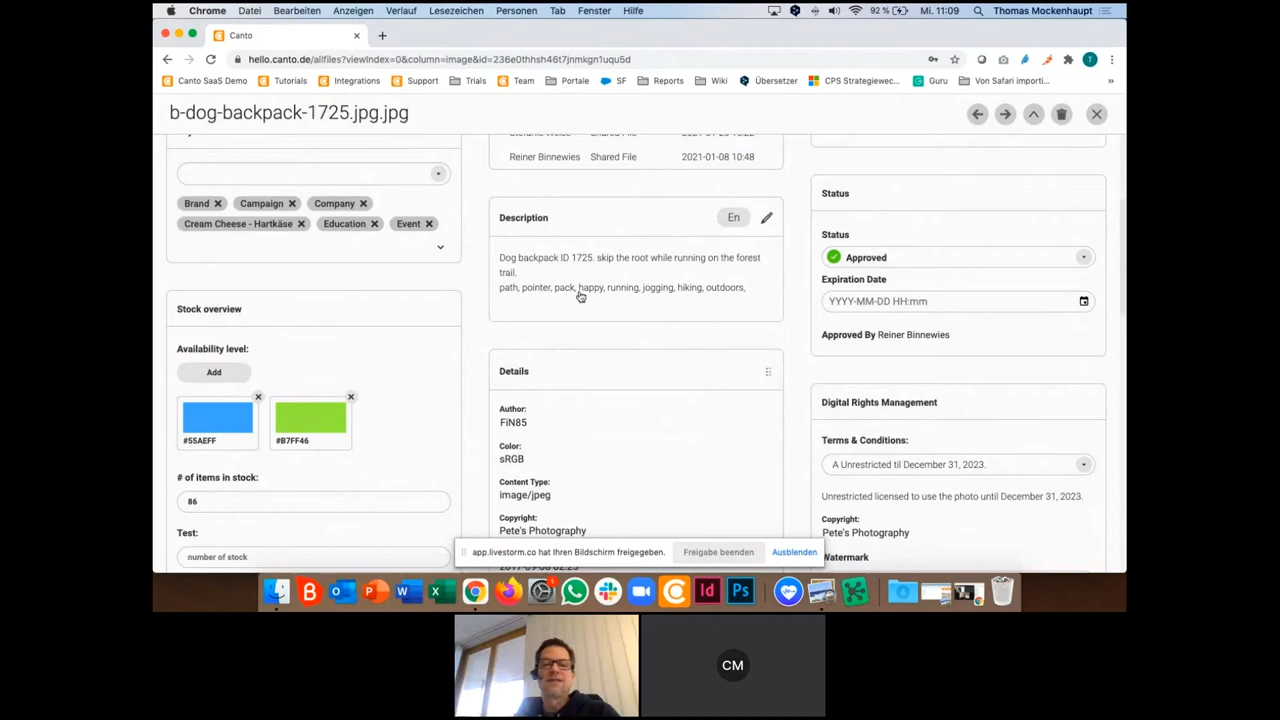 Chrome Datei Bearbeiten Anzeigen Verlauf Lesezeichen Personen Tab Fenster Hilfe 92 % Mi. 11:09 Thomas Mockenhaupt
Canto
hello.canto.de/allfiles?viewIndex=0&column=image&id=236e0thhsh46t7jnmkgn1uqu5d
Canto SaaS Demo Tutorials Integrations Support Trials Team Portale SF Reports Wiki Übersetzer CPS Strategiewec... Guru Von Safari importi... »
b-dog-backpack-1725.jpg.jpg
Shared File
Reiner Binnewies Shared File 2021-01-08 10:48
Brand Campaign Company
Cream Cheese - Hartkäse Education Event
Description En
Dog backpack ID 1725. skip the root while running on the forest
trail.
path, pointer, pack, happy, running, jogging, hiking, outdoors,
Status
Status
Approved
Expiration Date
YYYY-MM-DD HH:mm
Approved By Reiner Binnewies
Stock overview
Availability level:
Add
#55AEFF #B7FF46
# of items in stock:
86
Test:
number of stock
Details
Author:
FiN85
Color:
sRGB
Content Type:
image/jpeg
Copyright:
Pete's Photography
Digital Rights Management
Terms & Conditions:
A Unrestricted til December 31, 2023.
Unrestricted licensed to use the photo until December 31, 2023.
Copyright:
Pete's Photography
Watermark
app.livestorm.co hat Ihren Bildschirm freigegeben. Freigabe beenden Ausblenden
Id Ps
CM